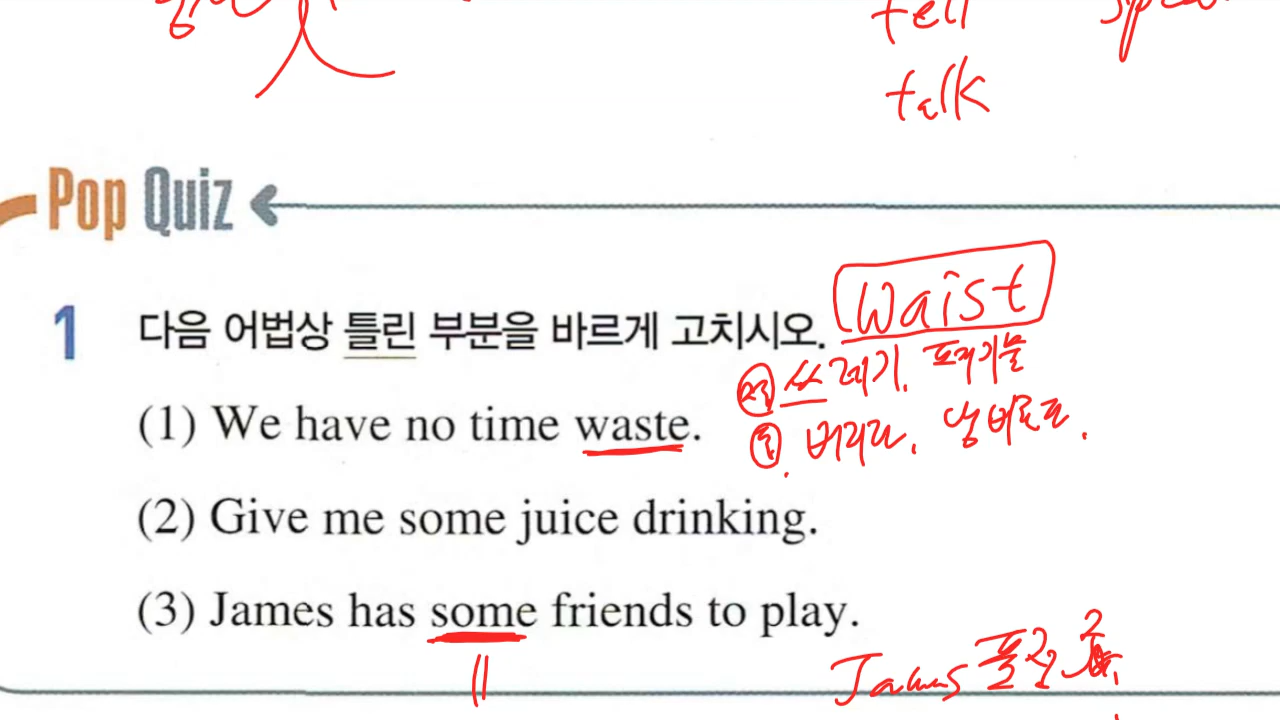 tell
talk
Pop Quiz
waist
1 다음 어법상 틀린 부분을 바르게 고치시오.
쓰레기. 폐기물
(1) We have no time waste.
버리다, 낭비하다.
(2) Give me some juice drinking.
(3) James has some friends to play.
James